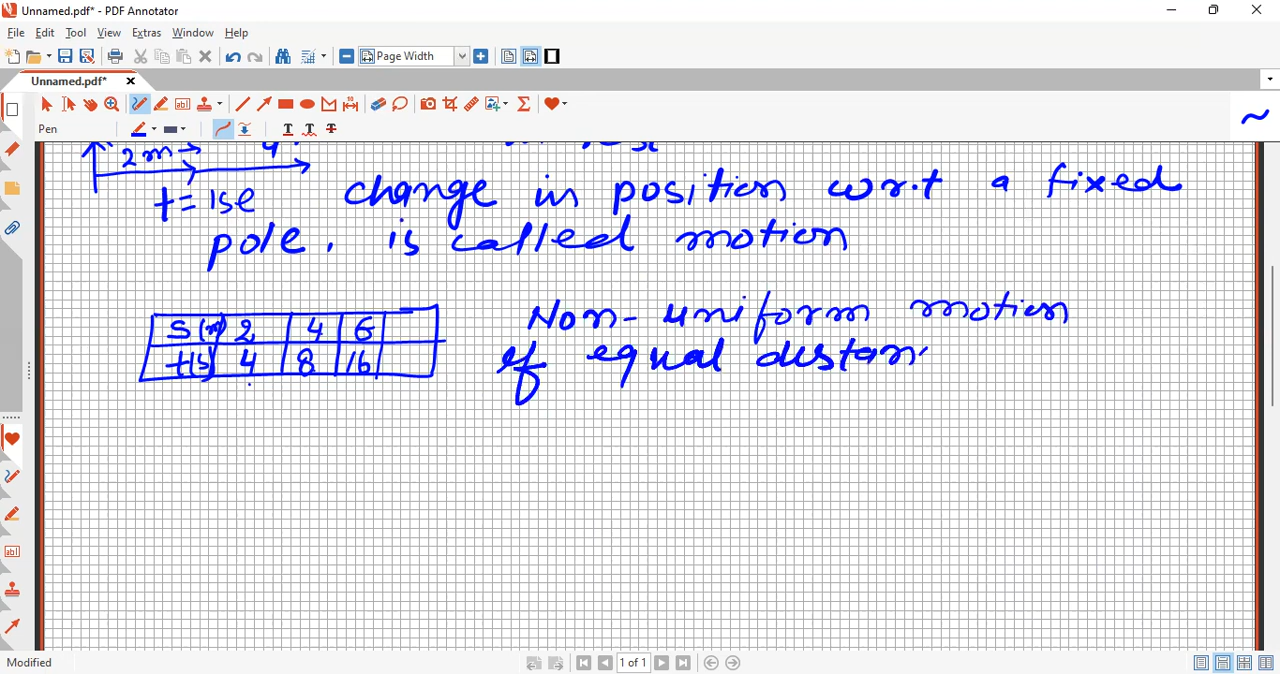 Unnamed.pdf* - PDF Annotator
File Edit Tool View Extras Window Help
Page Width
Unnamed.pdf*
Pen
2m
t=1se change in position w.r.t a fixed
pole. is called motion
S(m) 2 4 6
t(s) 4 8 16
Non-uniform motion
if equal distan
Modified
1 of 1